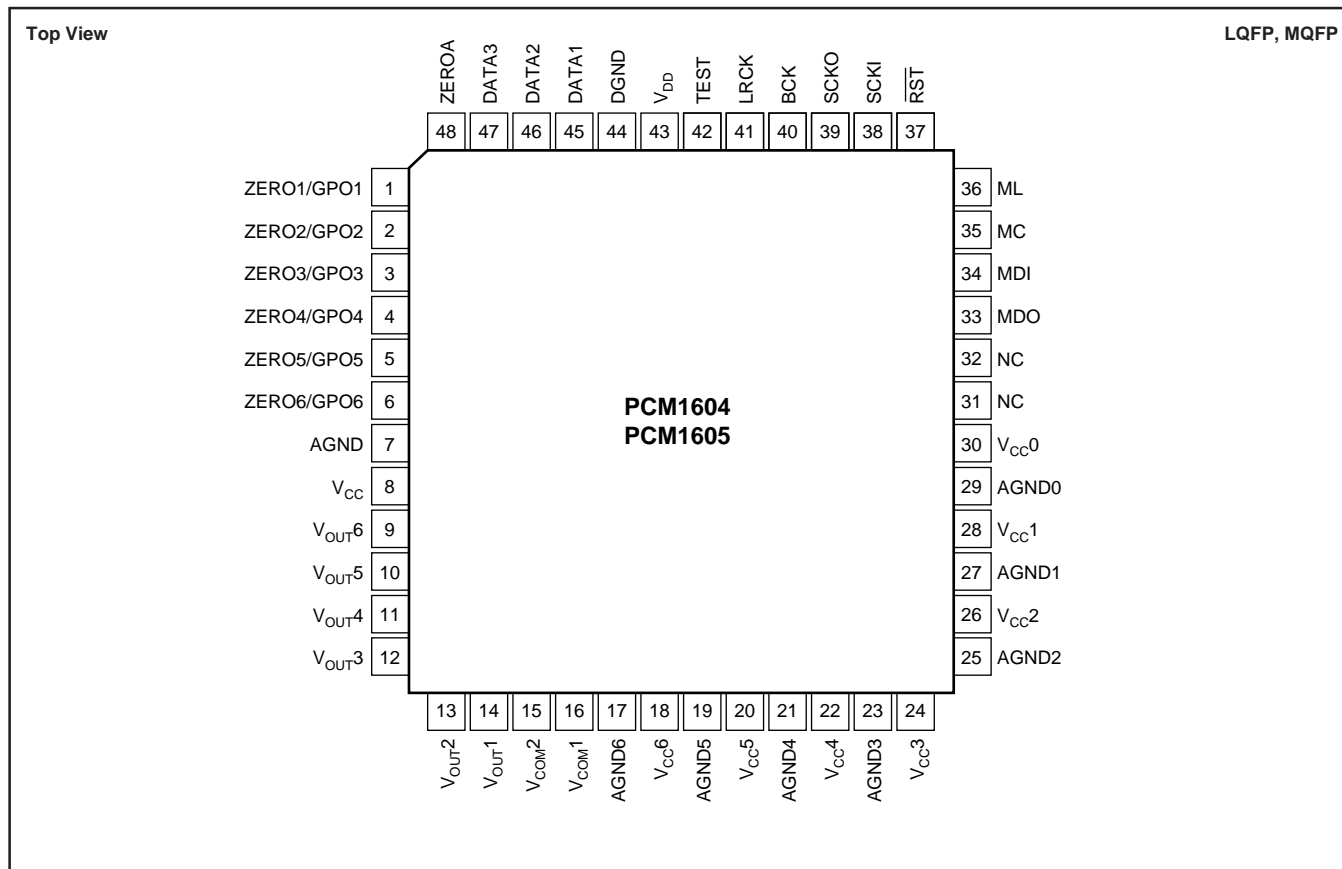 Top View
LQFP, MQFP
ZEROA
DATA3
DATA2
DATA1
DGND
VDD
TEST
LRCK
BCK
SCKO
SCKI
RST
48 47 46 45 44 43 42 41 40 39 38 37
ZERO1/GPO1 1
ZERO2/GPO2 2
ZERO3/GPO3 3
ZERO4/GPO4 4
ZERO5/GPO5 5
ZERO6/GPO6 6
AGND 7
VCC 8
VOUT6 9
VOUT5 10
VOUT4 11
VOUT3 12
PCM1604
PCM1605
36 ML
35 MC
34 MDI
33 MDO
32 NC
31 NC
30 VCC0
29 AGND0
28 VCC1
27 AGND1
26 VCC2
25 AGND2
13 14 15 16 17 18 19 20 21 22 23 24
VOUT2
VOUT1
VCOM2
VCOM1
AGND6
VCC6
AGND5
VCC5
AGND4
VCC4
AGND3
VCC3